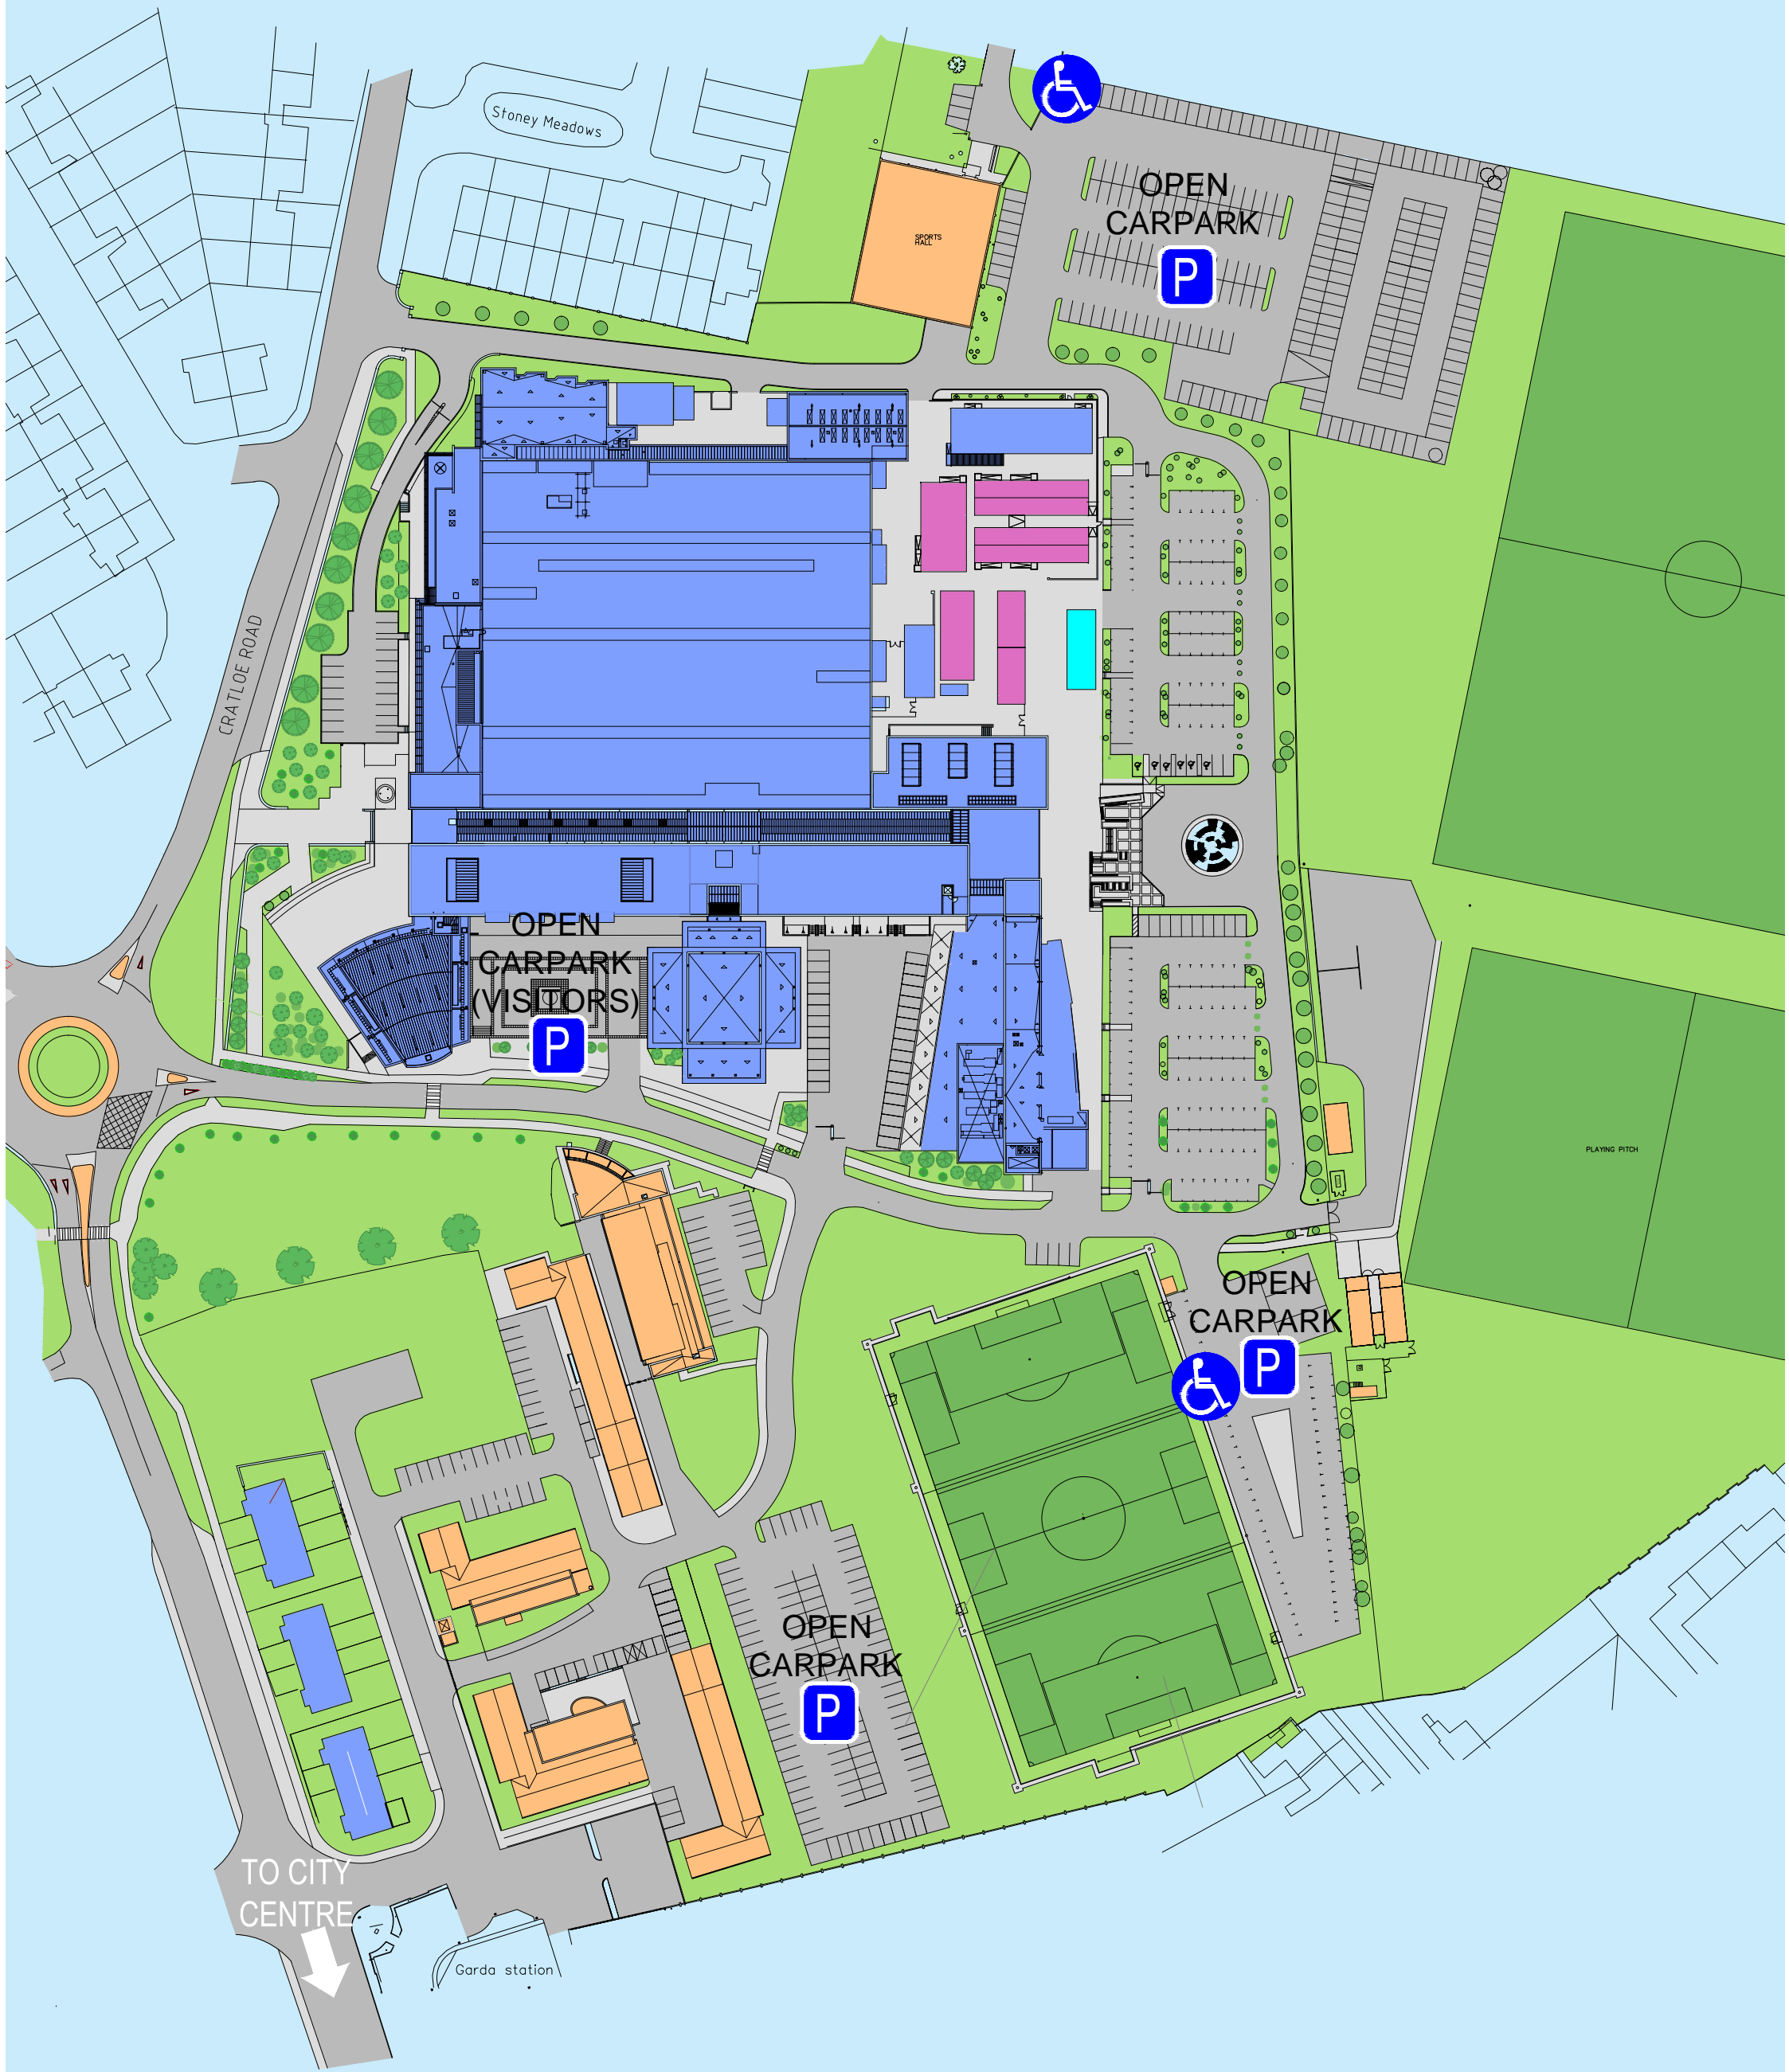 Stoney Meadows
OPEN
CARPARK
P
SPORTS
HALL
CRATLOE ROAD
OPEN
CARPARK
(VISITORS)
P
PLAYING PITCH
OPEN
CARPARK
P
OPEN
CARPARK
P
TO CITY
CENTRE
Garda station